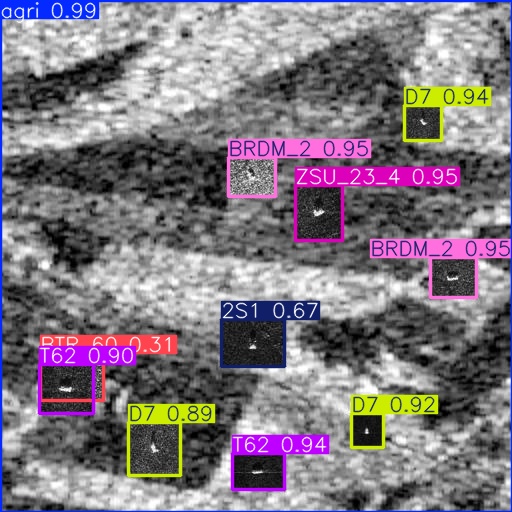 agri 0.99
D7 0.94
BRDM_2 0.95
ZSU_23_4 0.95
BRDM_2 0.95
2S1 0.67
BTR_60 0.31
T62 0.90
D7 0.89
D7 0.92
T62 0.94